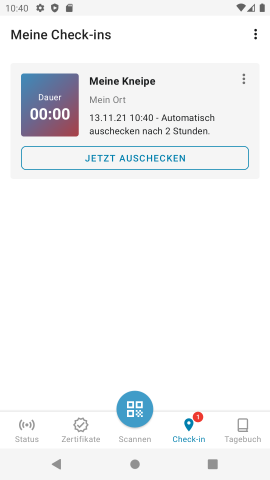 10:40
Meine Check-ins
Dauer
00:00
Meine Kneipe
Mein Ort
13.11.21 10:40 - Automatisch
auschecken nach 2 Stunden.
JETZT AUSCHECKEN
1
Status
Zertifikate
Scannen
Check-in
Tagebuch